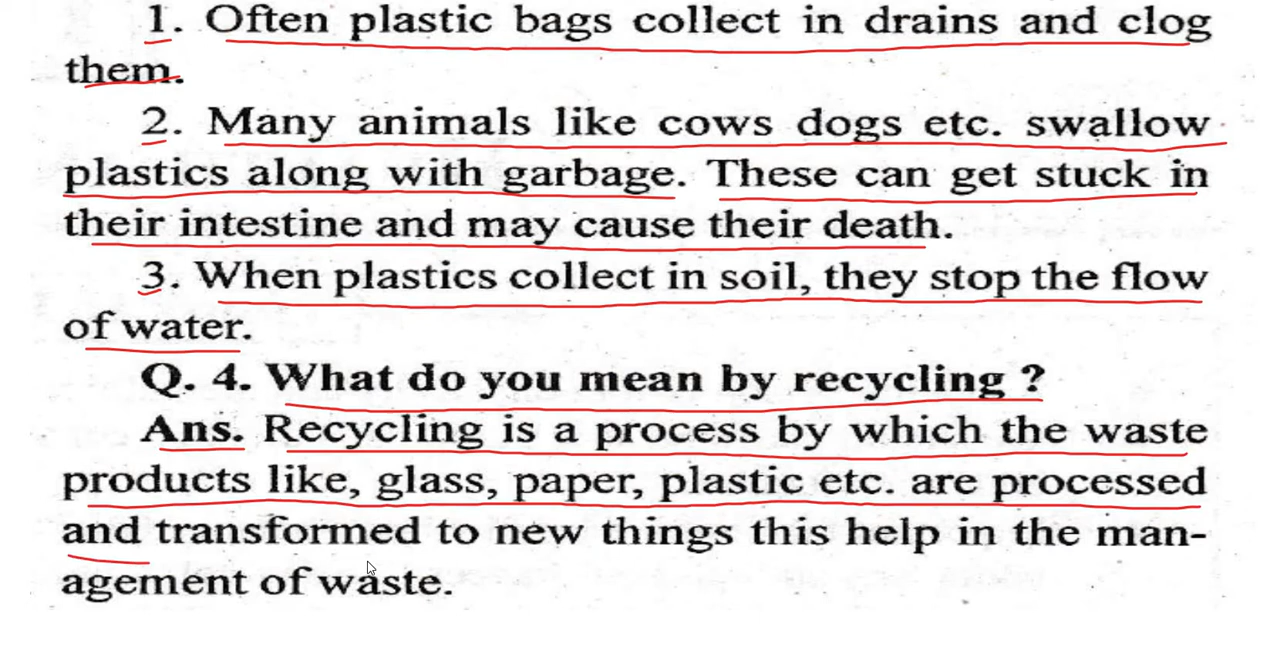 1. Often plastic bags collect in drains and clog
them.
2. Many animals like cows dogs etc. swallow
plastics along with garbage. These can get stuck in
their intestine and may cause their death.
3. When plastics collect in soil, they stop the flow
of water.
Q. 4. What do you mean by recycling ?
Ans. Recycling is a process by which the waste
products like, glass, paper, plastic etc. are processed
and transformed to new things this help in the man-
agement of waste.